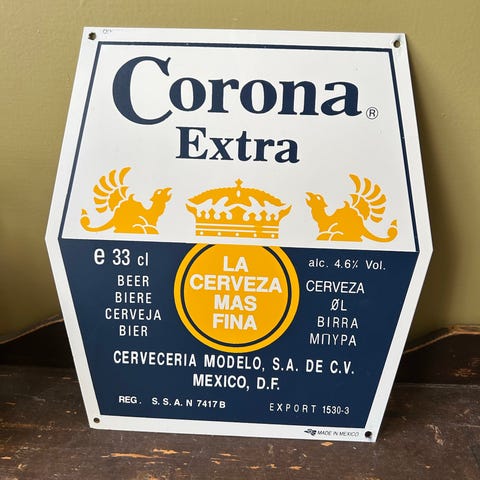 Corona®
Extra
e 33 cl
alc. 4.6% Vol.
BEER
BIERE
CERVEJA
BIER
LA
CERVEZA
MAS
FINA
CERVEZA
ØL
BIRRA
ΜΠΥΡΑ
CERVECERIA MODELO, S.A. DE C.V.
MEXICO, D.F.
REG. S.S.A. N 7417 B
EXPORT 1530-3
MADE IN MEXICO